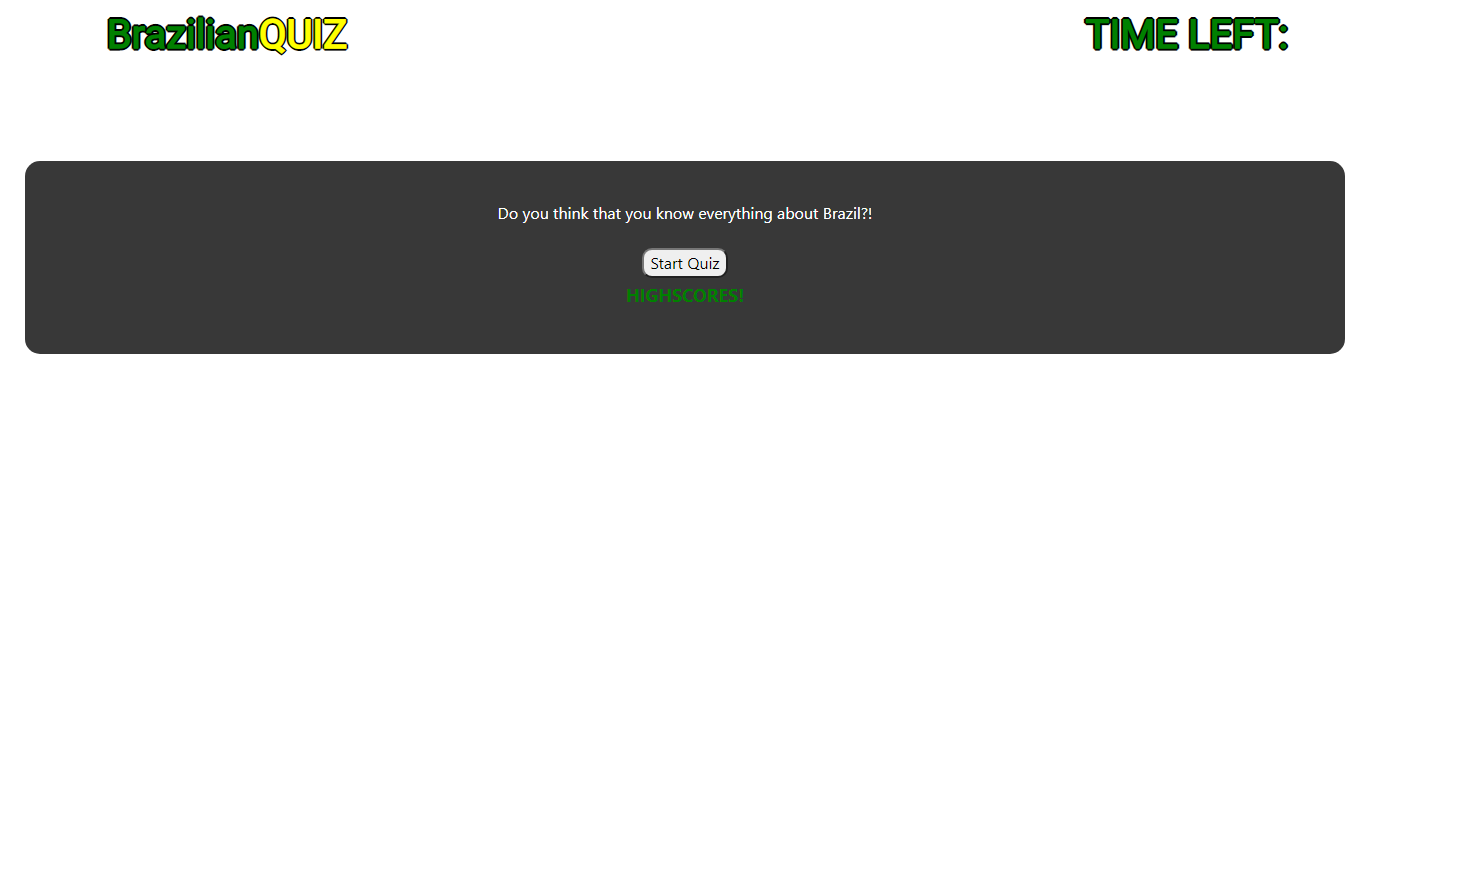 BrazilianQUIZ
TIME LEFT:
Do you think that you know everything about Brazil?!
Start Quiz
HIGHSCORES!